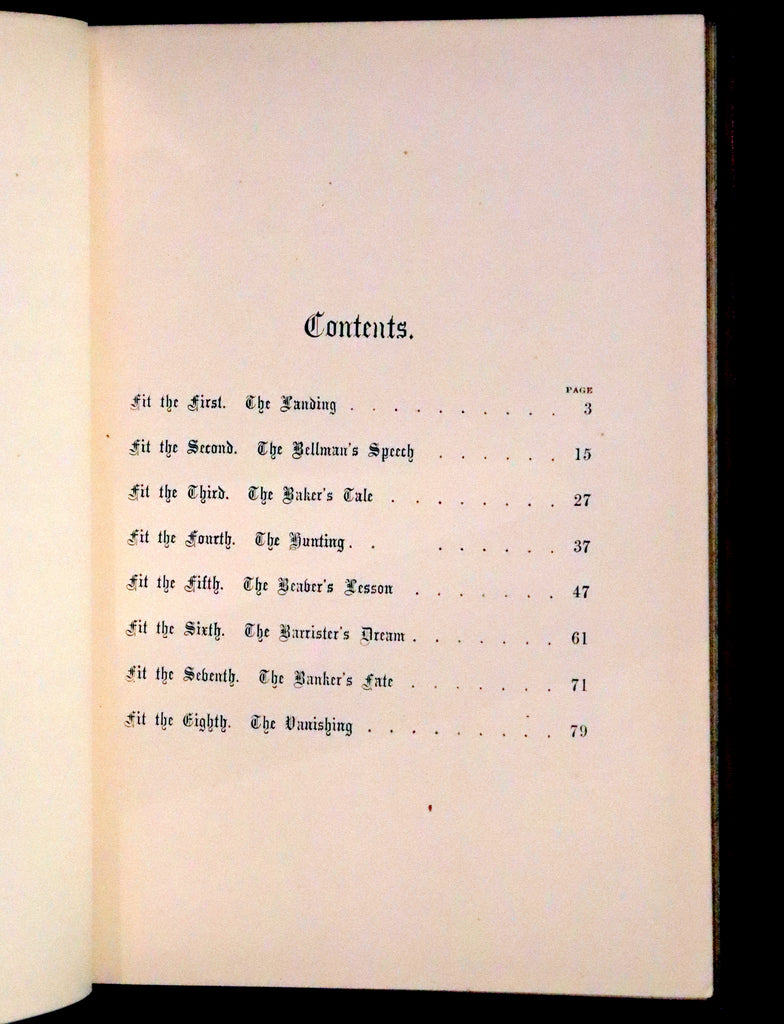 Contents.
PAGE
Fit the First. The Landing . . . . . . . . . . 3
Fit the Second. The Bellman's Speech . . . . . . 15
Fit the Third. The Baker's Tale . . . . . . . . 27
Fit the Fourth. The Hunting . . . . . . . . 37
Fit the Fifth. The Beaver's Lesson . . . . . . . 47
Fit the Sixth. The Barrister's Dream . . . . . . . 61
Fit the Seventh. The Banker's Fate . . . . . . . 71
Fit the Eighth. The Vanishing . . . . . . . . . 79